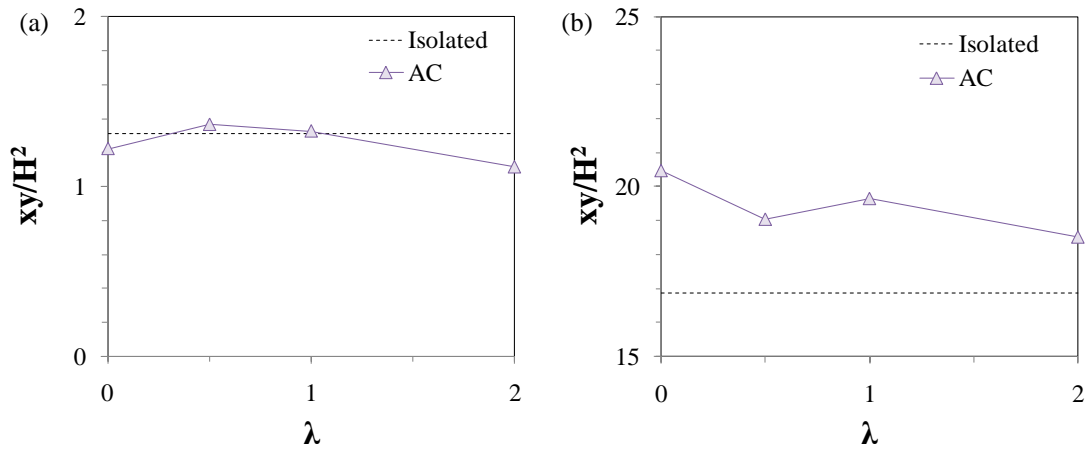 (a)
2
1
0
xy/H²
Isolated
AC
0 1 2
λ
(b)
25
20
15
xy/H²
Isolated
AC
0 1 2
λ